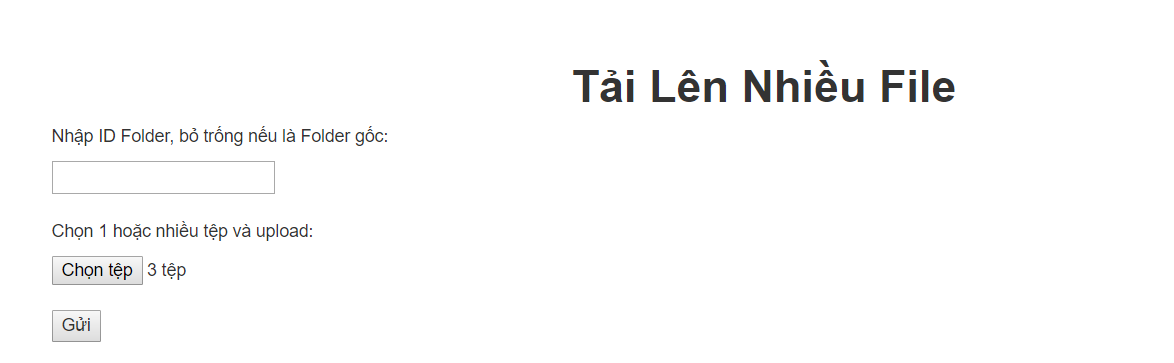 Tải Lên Nhiều File
Nhập ID Folder, bỏ trống nếu là Folder gốc:
Chọn 1 hoặc nhiều tệp và upload:
Chọn tệp 3 tệp
Gửi